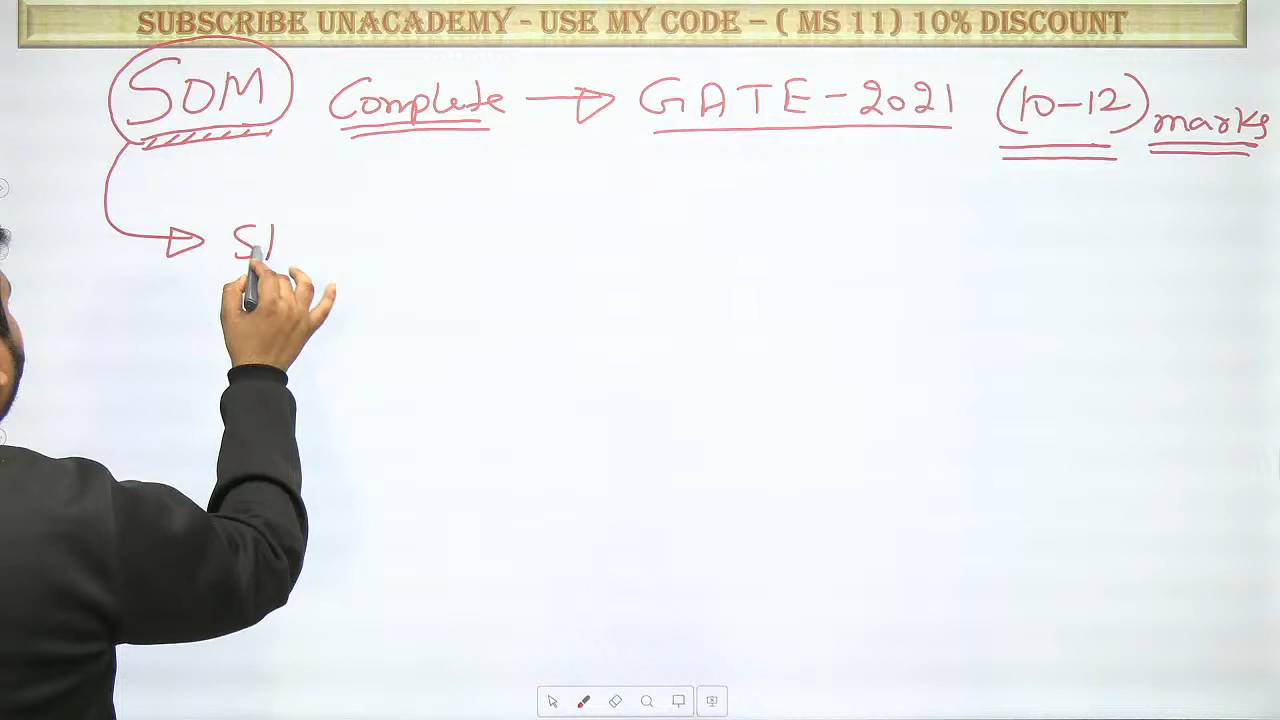 SUBSCRIBE UNACADEMY - USE MY CODE – ( MS 11) 10% DISCOUNT
SOM Complete → GATE - 2021 (10-12) marks